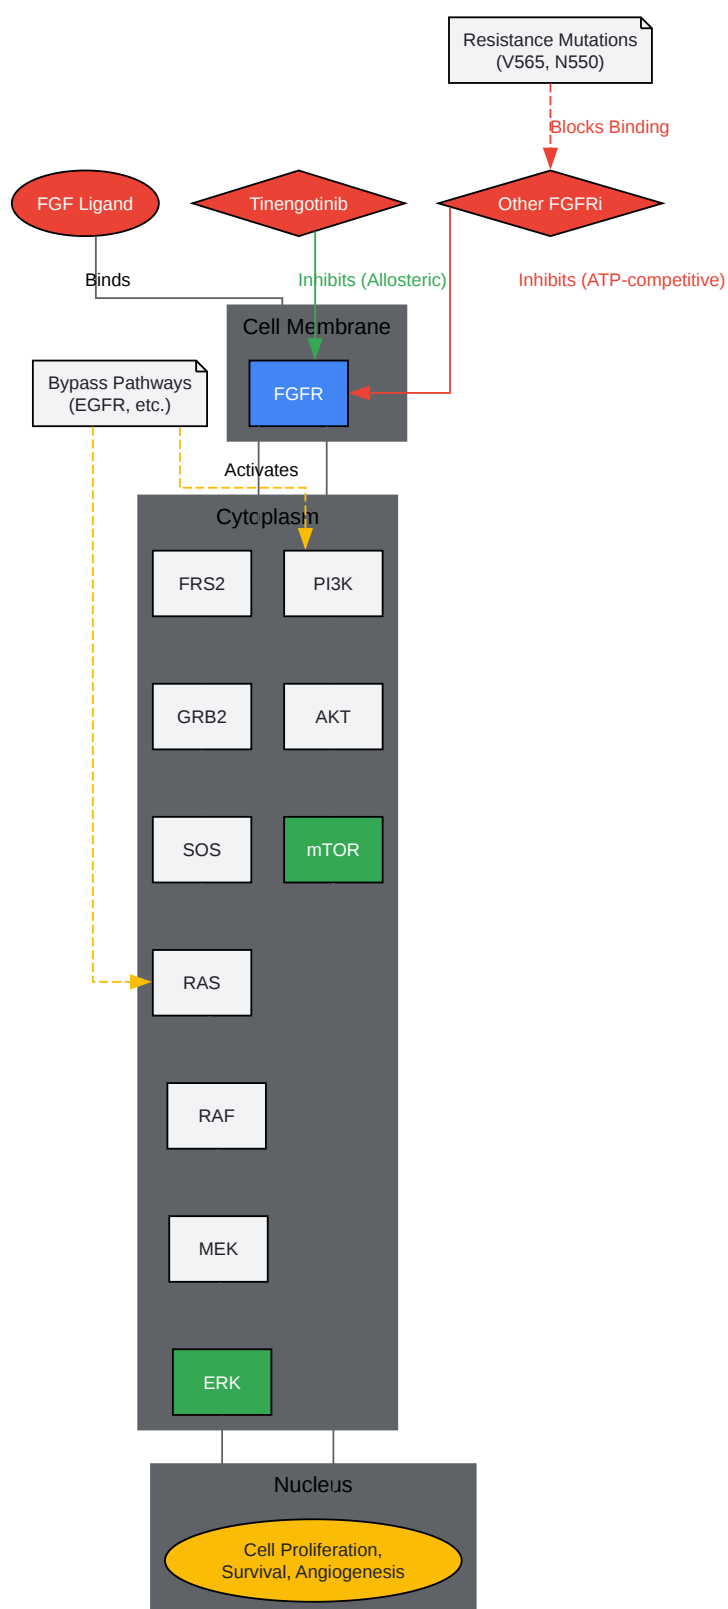 Resistance Mutations
(V565, N550)
Blocks Binding
FGF Ligand
Tinengotinib
Other FGFRi
Binds
Inhibits (Allosteric)
Inhibits (ATP-competitive)
Cell Membrane
Bypass Pathways
(EGFR, etc.)
FGFR
Activates
Cytoplasm
FRS2
PI3K
GRB2
AKT
SOS
mTOR
RAS
RAF
MEK
ERK
Nucleus
Cell Proliferation,
Survival, Angiogenesis